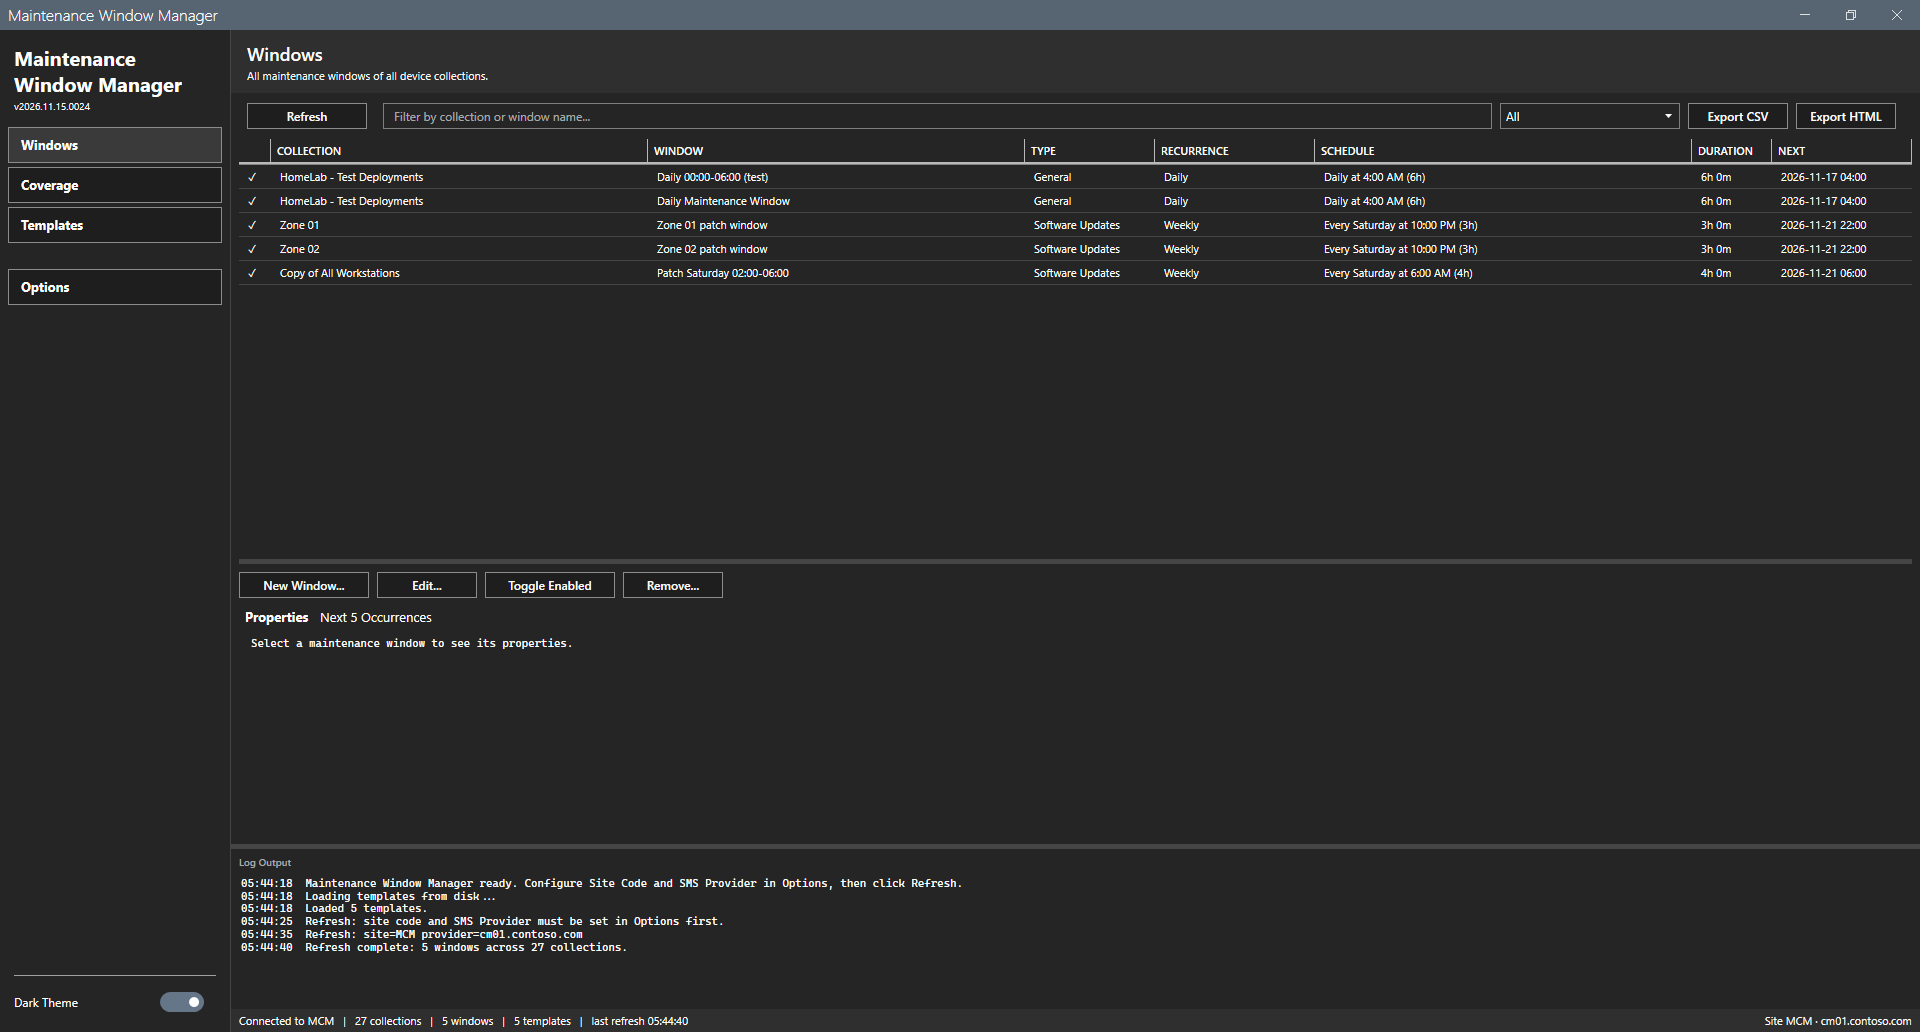 Maintenance Window Manager
Maintenance
Window Manager
v2026.11.15.0024
Windows
Coverage
Templates
Options
Dark Theme
Windows
All maintenance windows of all device collections.
Refresh
Filter by collection or window name...
All
Export CSV
Export HTML
COLLECTION WINDOW TYPE RECURRENCE SCHEDULE DURATION NEXT
✓ HomeLab - Test Deployments Daily 00:00-06:00 (test) General Daily Daily at 4:00 AM (6h) 6h 0m 2026-11-17 04:00
✓ HomeLab - Test Deployments Daily Maintenance Window General Daily Daily at 4:00 AM (6h) 6h 0m 2026-11-17 04:00
✓ Zone 01 Zone 01 patch window Software Updates Weekly Every Saturday at 10:00 PM (3h) 3h 0m 2026-11-21 22:00
✓ Zone 02 Zone 02 patch window Software Updates Weekly Every Saturday at 10:00 PM (3h) 3h 0m 2026-11-21 22:00
✓ Copy of All Workstations Patch Saturday 02:00-06:00 Software Updates Weekly Every Saturday at 6:00 AM (4h) 4h 0m 2026-11-21 06:00
New Window...
Edit...
Toggle Enabled
Remove...
Properties Next 5 Occurrences
Select a maintenance window to see its properties.
Log Output
05:44:18 Maintenance Window Manager ready. Configure Site Code and SMS Provider in Options, then click Refresh.
05:44:18 Loading templates from disk...
05:44:18 Loaded 5 templates.
05:44:25 Refresh: site code and SMS Provider must be set in Options first.
05:44:35 Refresh: site=MCM provider=cm01.contoso.com
05:44:40 Refresh complete: 5 windows across 27 collections.
Connected to MCM | 27 collections | 5 windows | 5 templates | last refresh 05:44:40
Site MCM · cm01.contoso.com